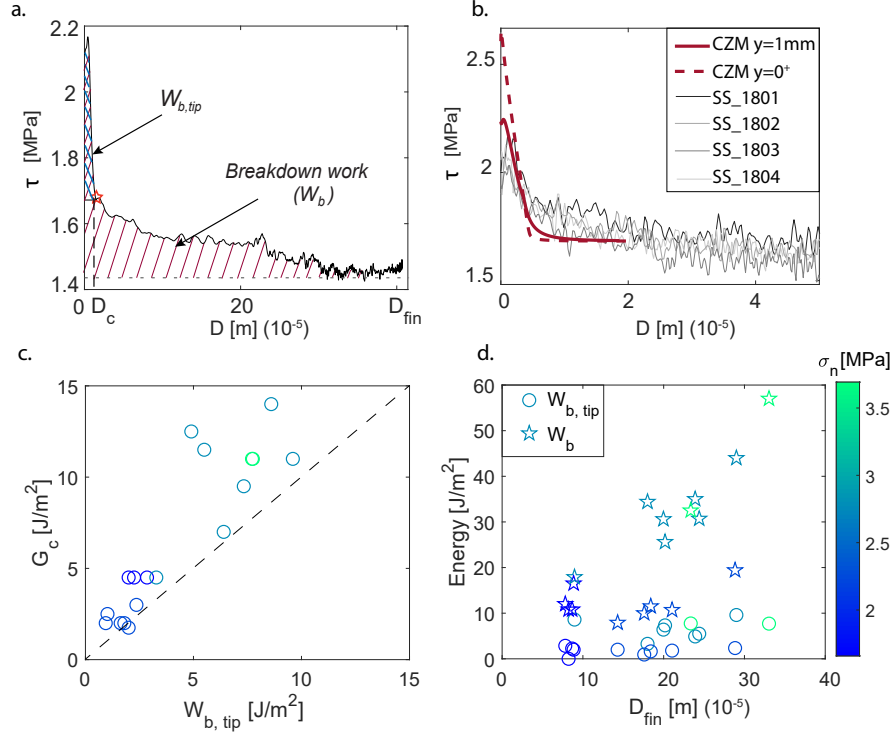 a.
τ [MPa]
2.2
2
1.8
1.6
1.4
W_b,tip
Breakdown work
(W_b)
0 D_c 20 D_fin
D [m] (10^-5)
b.
τ [MPa]
2.5
2
1.5
CZM y=1mm
CZM y=0^+
SS_1801
SS_1802
SS_1803
SS_1804
0 2 4
D [m] (10^-5)
c.
G_c [J/m^2]
15
10
5
0
0 5 10 15
W_b, tip [J/m^2]
d.
Energy [J/m^2]
60
50
40
30
20
10
0
W_b, tip
W_b
0 10 20 30 40
D_fin [m] (10^-5)
σ_n[MPa]
3.5
3
2.5
2